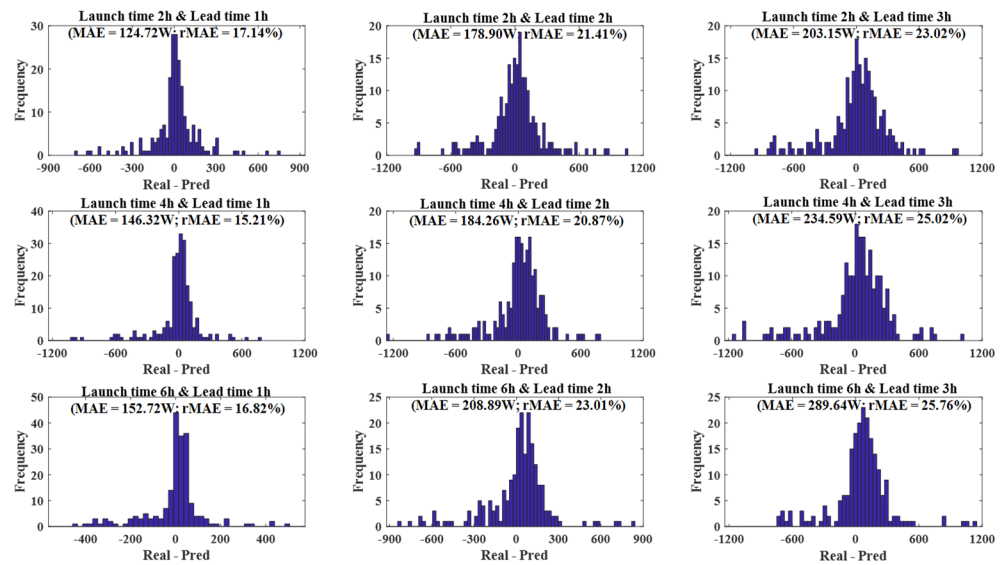 Launch time 2h & Lead time 1h
(MAE = 124.72W; rMAE = 17.14%)
30
20
10
0
Frequency
-900 -600 -300 0 300 600 900
Real - Pred
Launch time 2h & Lead time 2h
(MAE = 178.90W; rMAE = 21.41%)
20
15
10
5
0
Frequency
-1200 -600 0 600 1200
Real - Pred
Launch time 2h & Lead time 3h
(MAE = 203.15W; rMAE = 23.02%)
20
15
10
5
0
Frequency
-1200 -600 0 600 1200
Real - Pred
Launch time 4h & Lead time 1h
(MAE = 146.32W; rMAE = 15.21%)
40
30
20
10
0
Frequency
-1200 -600 0 600 1200
Real - Pred
Launch time 4h & Lead time 2h
(MAE = 184.26W; rMAE = 20.87%)
20
15
10
5
0
Frequency
-1200 -600 0 600 1200
Real - Pred
Launch time 4h & Lead time 3h
(MAE = 234.59W; rMAE = 25.02%)
20
15
10
5
0
Frequency
-1200 -600 0 600 1200
Real - Pred
Launch time 6h & Lead time 1h
(MAE = 152.72W; rMAE = 16.82%)
50
40
30
20
10
0
Frequency
-400 -200 0 200 400
Real - Pred
Launch time 6h & Lead time 2h
(MAE = 208.89W; rMAE = 23.01%)
25
20
15
10
5
0
Frequency
-900 -600 -300 0 300 600 900
Real - Pred
Launch time 6h & Lead time 3h
(MAE = 289.64W; rMAE = 25.76%)
25
20
15
10
5
0
Frequency
-1200 -600 0 600 1200
Real - Pred